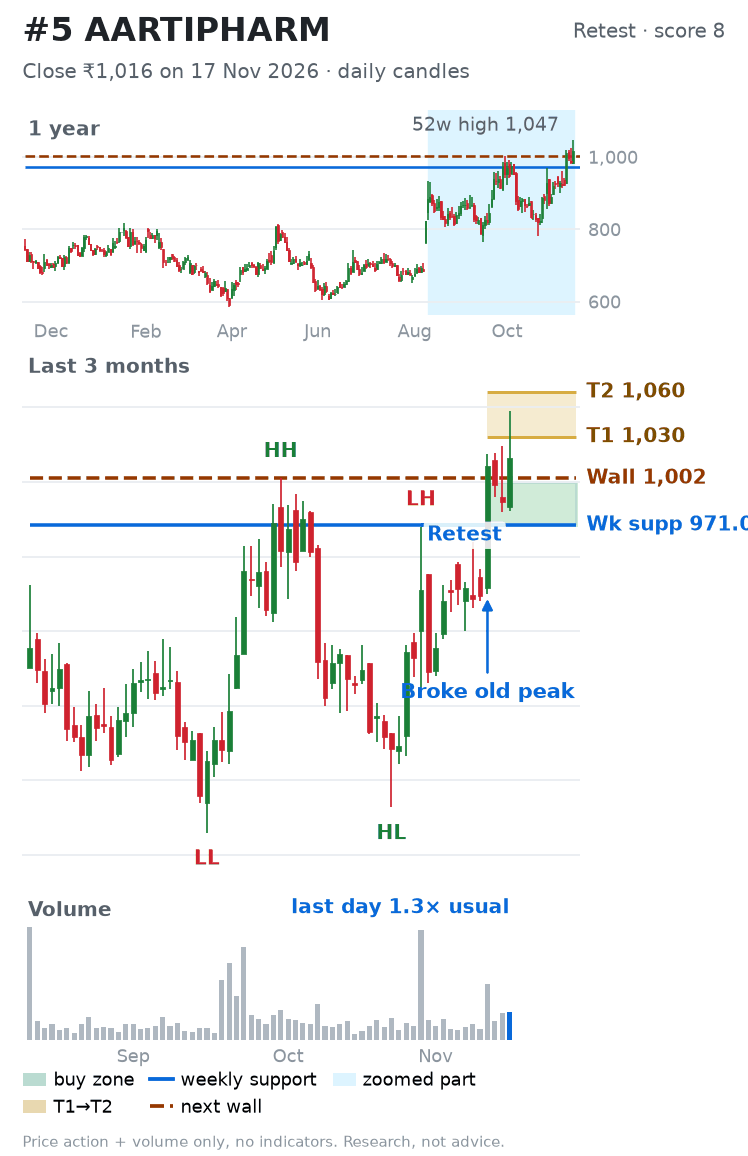 #5 AARTIPHARM
Retest · score 8
Close ₹1,016 on 17 Nov 2026 · daily candles
1 year
52w high 1,047
1,000
800
600
Dec Feb Apr Jun Aug Oct
Last 3 months
T2 1,060
HH
T1 1,030
Wall 1,002
LH
Wk supp 971.0
Retest
Broke old peak
HL
LL
Volume
last day 1.3× usual
Sep Oct Nov
buy zone weekly support zoomed part
T1→T2 next wall
Price action + volume only, no indicators. Research, not advice.